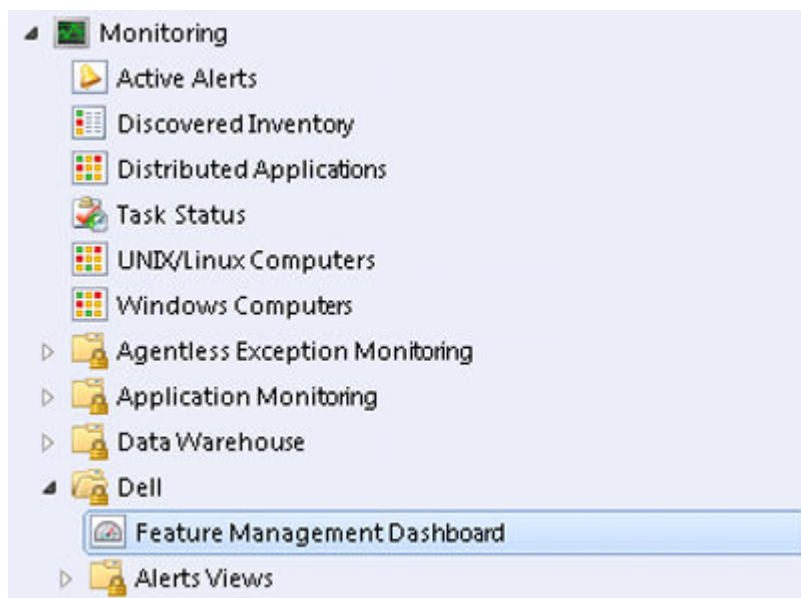 Monitoring
Active Alerts
Discovered Inventory
Distributed Applications
Task Status
UNIX/Linux Computers
Windows Computers
Agentless Exception Monitoring
Application Monitoring
Data Warehouse
Dell
Feature Management Dashboard
Alerts Views